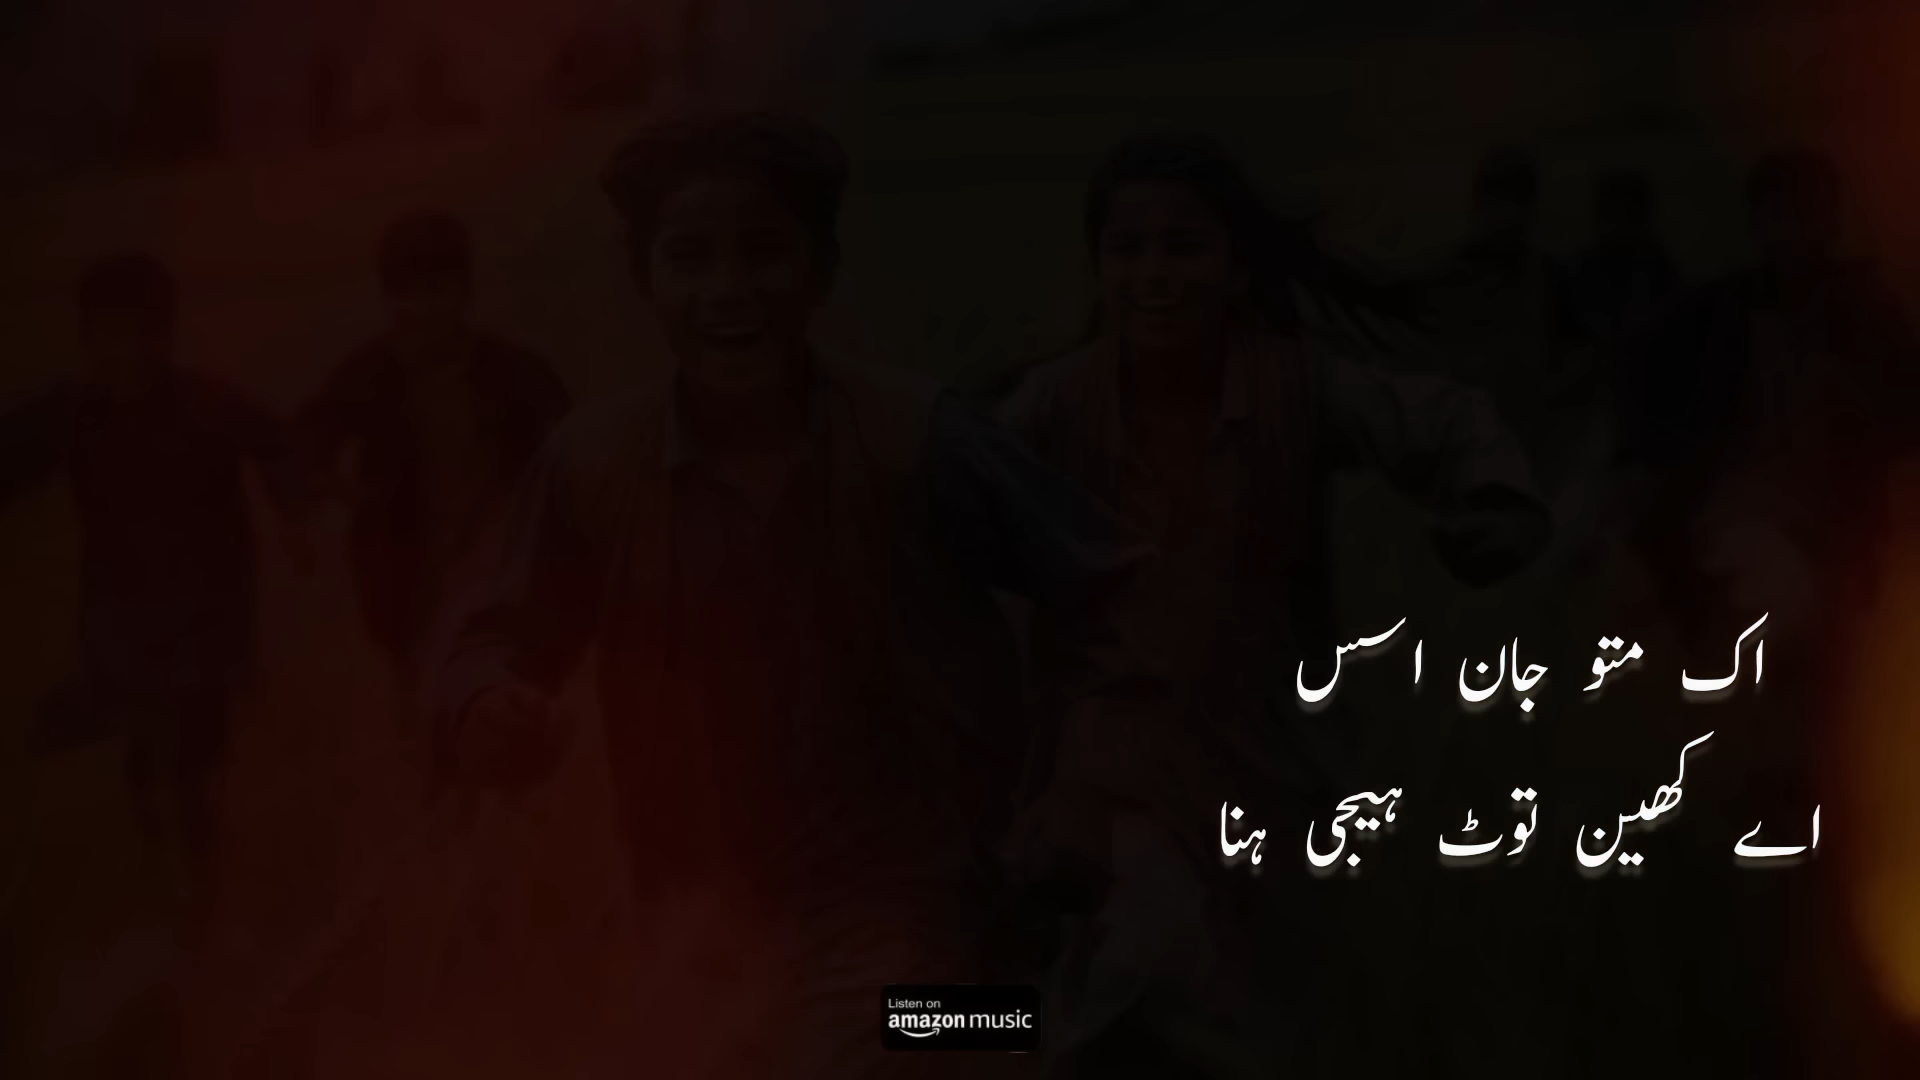 اک متو جان اسس
اے کھین توٹ ہیجی ہنا
Listen on
amazon music